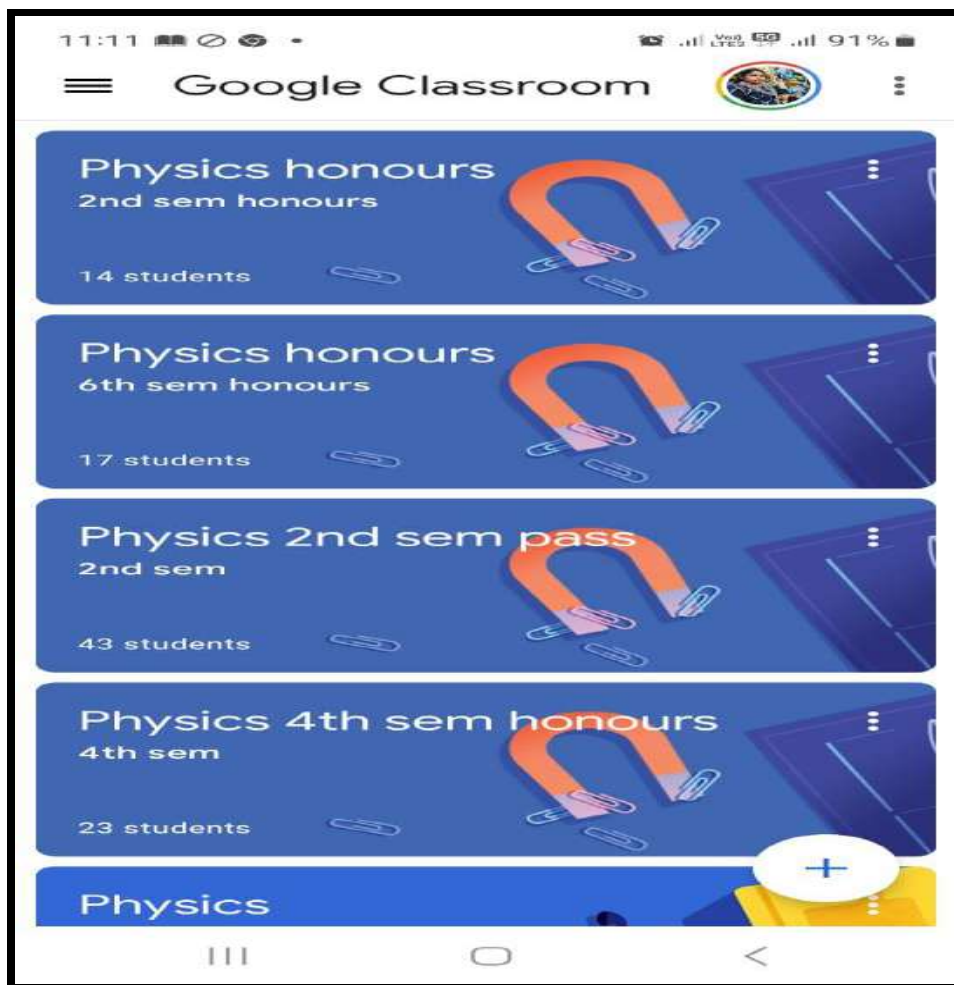 11:11 91%
Google Classroom
Physics honours
2nd sem honours
14 students
Physics honours
6th sem honours
17 students
Physics 2nd sem pass
2nd sem
43 students
Physics 4th sem honours
4th sem
23 students
Physics